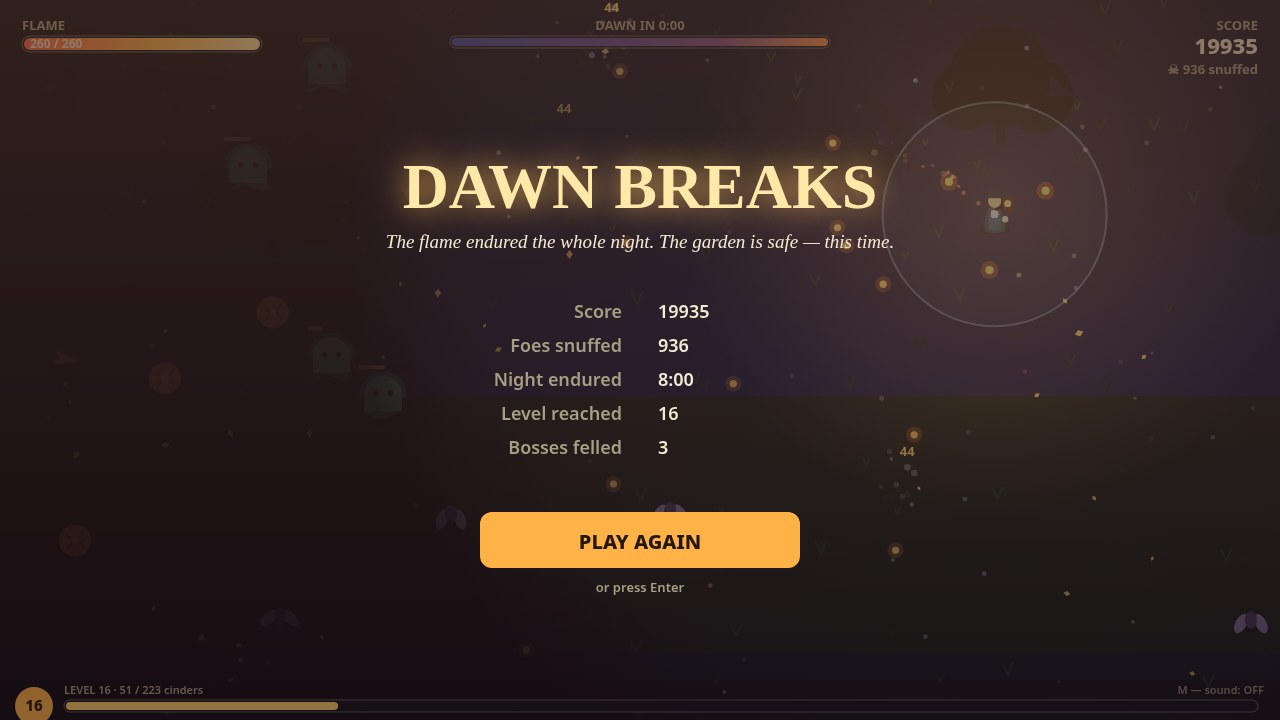 44
FLAME
DAWN IN 0:00
SCORE
260 / 260
19935
☠ 936 snuffed
44
DAWN BREAKS
The flame endured the whole night. The garden is safe — this time.
Score 19935
Foes snuffed 936
Night endured 8:00
Level reached 16
Bosses felled 3
44
PLAY AGAIN
or press Enter
16
LEVEL 16 · 51 / 223 cinders
M — sound: OFF